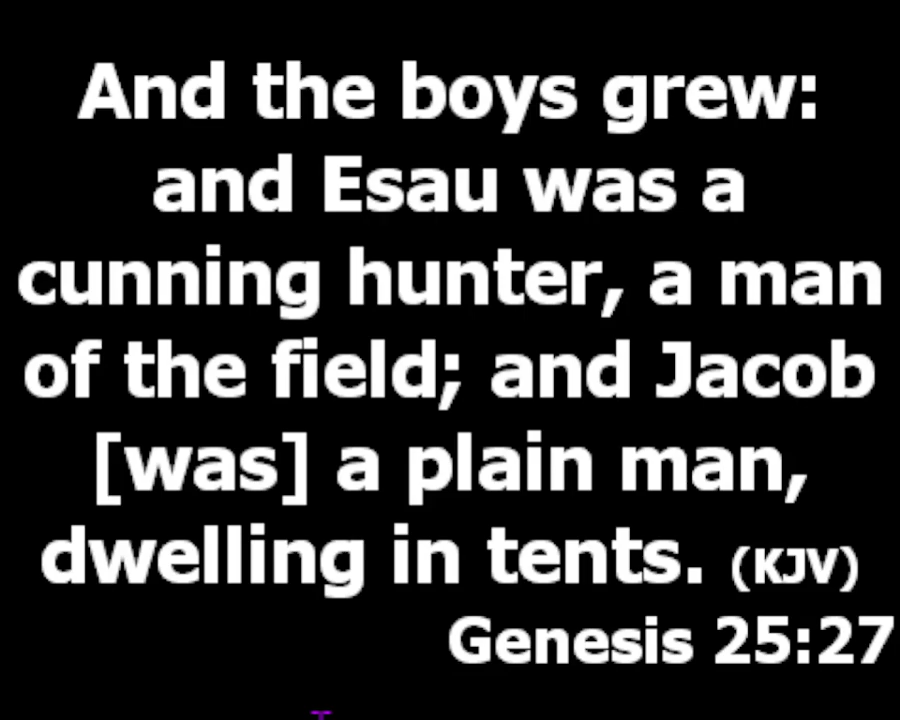 And the boys grew:
and Esau was a
cunning hunter, a man
of the field; and Jacob
[was] a plain man,
dwelling in tents. (KJV)
Genesis 25:27